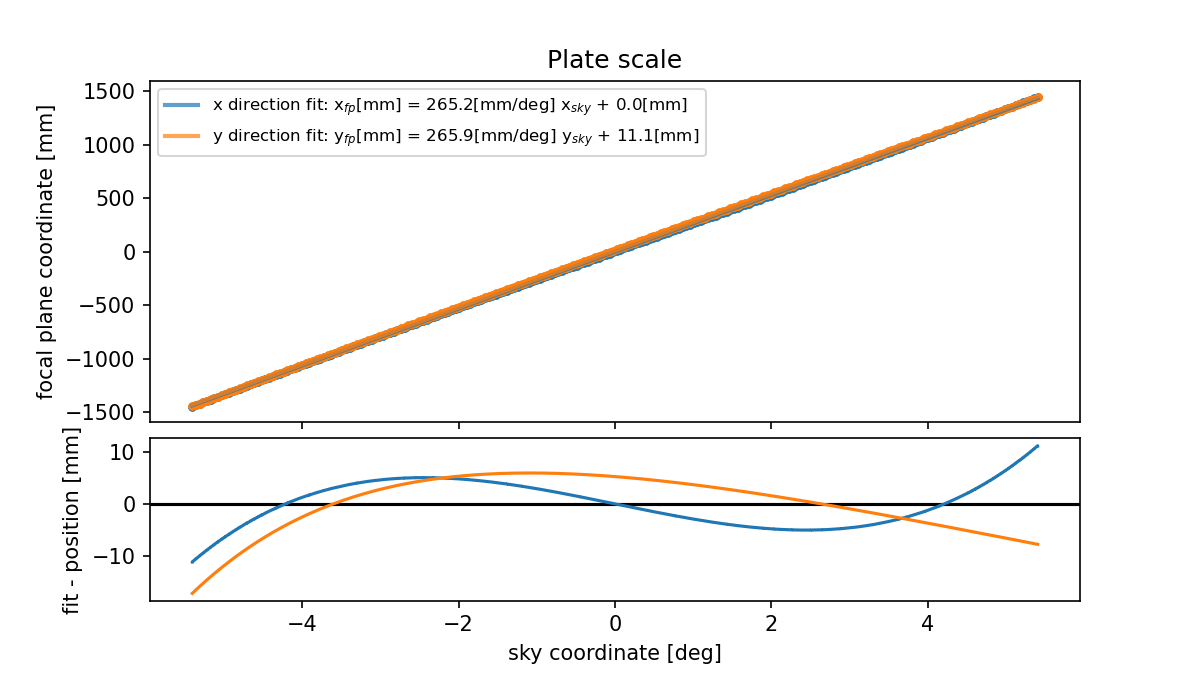 Plate scale
x direction fit: x_fp[mm] = 265.2[mm/deg] x_sky + 0.0[mm]
y direction fit: y_fp[mm] = 265.9[mm/deg] y_sky + 11.1[mm]
focal plane coordinate [mm]
1500
1000
500
0
−500
−1000
−1500
fit - position [mm]
10
0
−10
−4 −2 0 2 4
sky coordinate [deg]